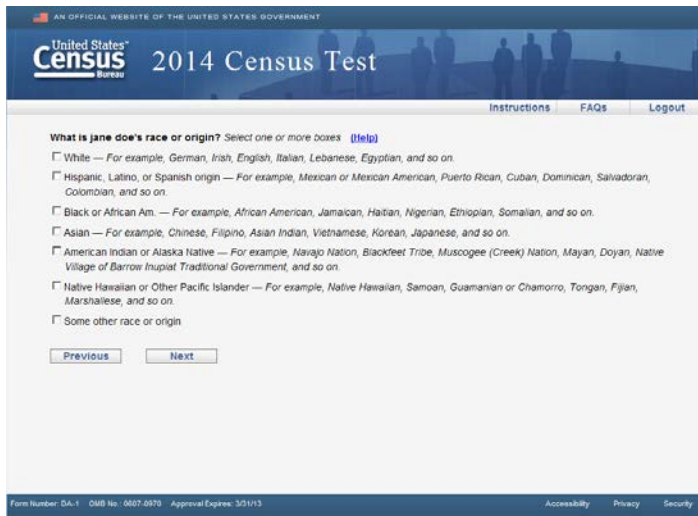 AN OFFICIAL WEBSITE OF THE UNITED STATES GOVERNMENT
United States™
Census
Bureau
2014 Census Test
Instructions FAQs Logout
What is jane doe's race or origin? Select one or more boxes (Help)
White — For example, German, Irish, English, Italian, Lebanese, Egyptian, and so on.
Hispanic, Latino, or Spanish origin — For example, Mexican or Mexican American, Puerto Rican, Cuban, Dominican, Salvadoran,
Colombian, and so on.
Black or African Am. — For example, African American, Jamaican, Haitian, Nigerian, Ethiopian, Somalian, and so on.
Asian — For example, Chinese, Filipino, Asian Indian, Vietnamese, Korean, Japanese, and so on.
American Indian or Alaska Native — For example, Navajo Nation, Blackfeet Tribe, Muscogee (Creek) Nation, Mayan, Doyan, Native
Village of Barrow Inupiat Traditional Government, and so on.
Native Hawaiian or Other Pacific Islander — For example, Native Hawaiian, Samoan, Guamanian or Chamorro, Tongan, Fijian,
Marshallese, and so on.
Some other race or origin
Previous Next
Form Number: DA-1 OMB No.: 0607-0970 Approval Expires: 3/31/13 Accessibility Privacy Security